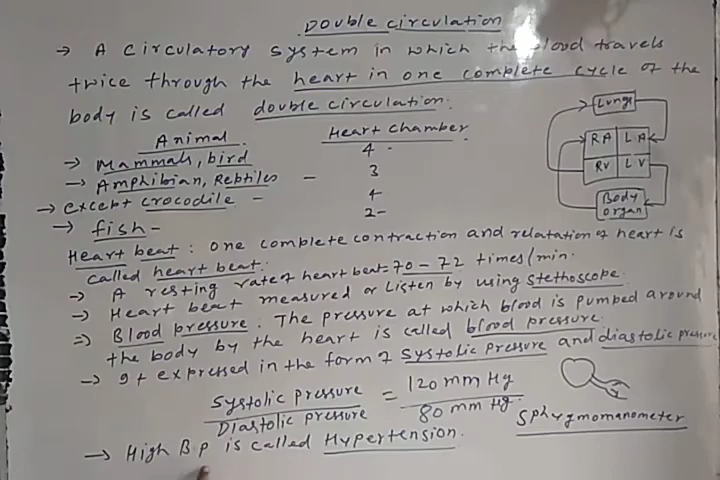 Double circulation
→ A circulatory system in which the blood travels
twice through the heart in one complete cycle of the
body is called double circulation.
Animal Heart chamber
→ Mammals, bird 4 -
→ Amphibian, Reptiles - 3
→ except crocodile - 4
→ fish - 2-
Lungs
RA LA
RV LV
Body
organ
Heart beat : one complete contraction and relatation of heart is
called heart beat.
→ A resting rate of heart beat = 70 - 72 times/min.
→ Heart beat measured or Listen by using stethoscope.
⇒ Blood pressure : The pressure at which blood is pumped around
the body by the heart is called blood pressure.
→ It expressed in the form of systolic pressure and diastolic pressure
Systolic pressure = 120 mm Hg
Diastolic pressure 80 mm Hg.
Sphygmomanometer
→ High Bp is called Hypertension.